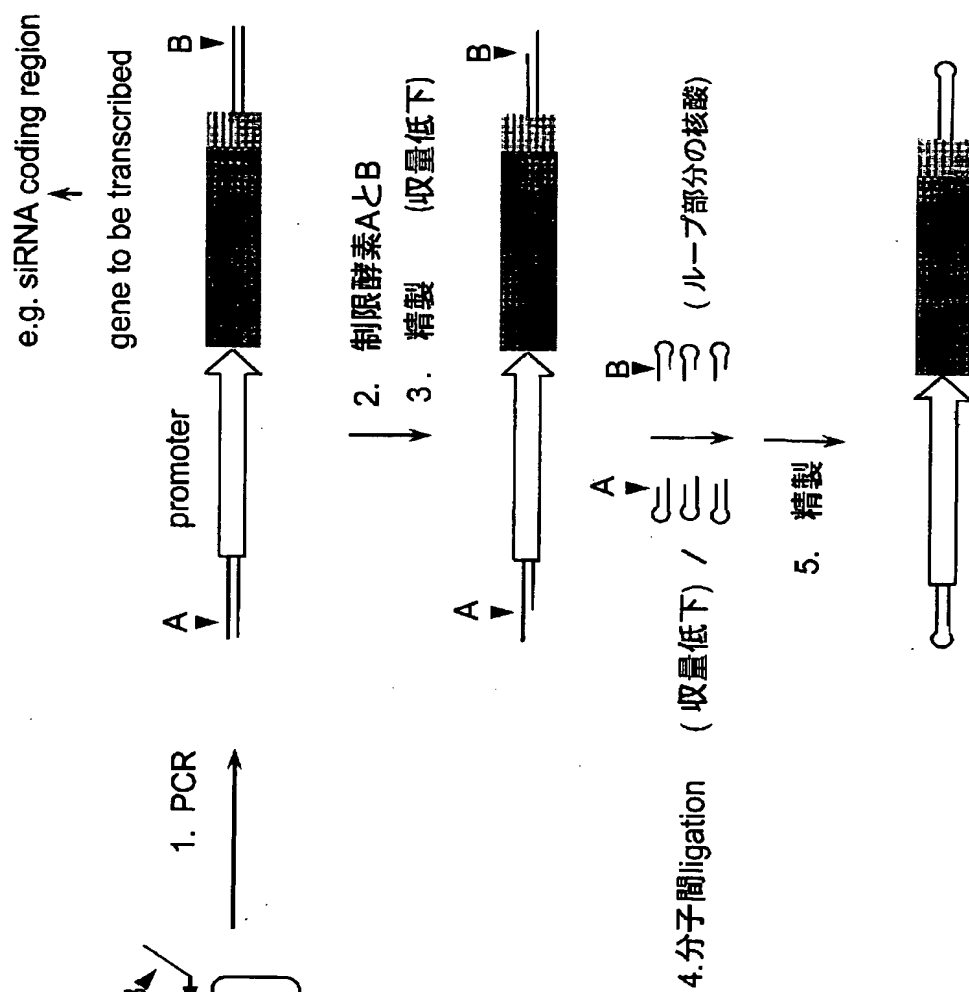 e.g. siRNA coding region
gene to be transcribed
1. PCR
A
promoter
B
2. 制限酵素AとB
3. 精製 (収量低下)
A
B
4.分子間ligation (収量低下) /
A
B
(ループ部分の核酸)
5. 精製